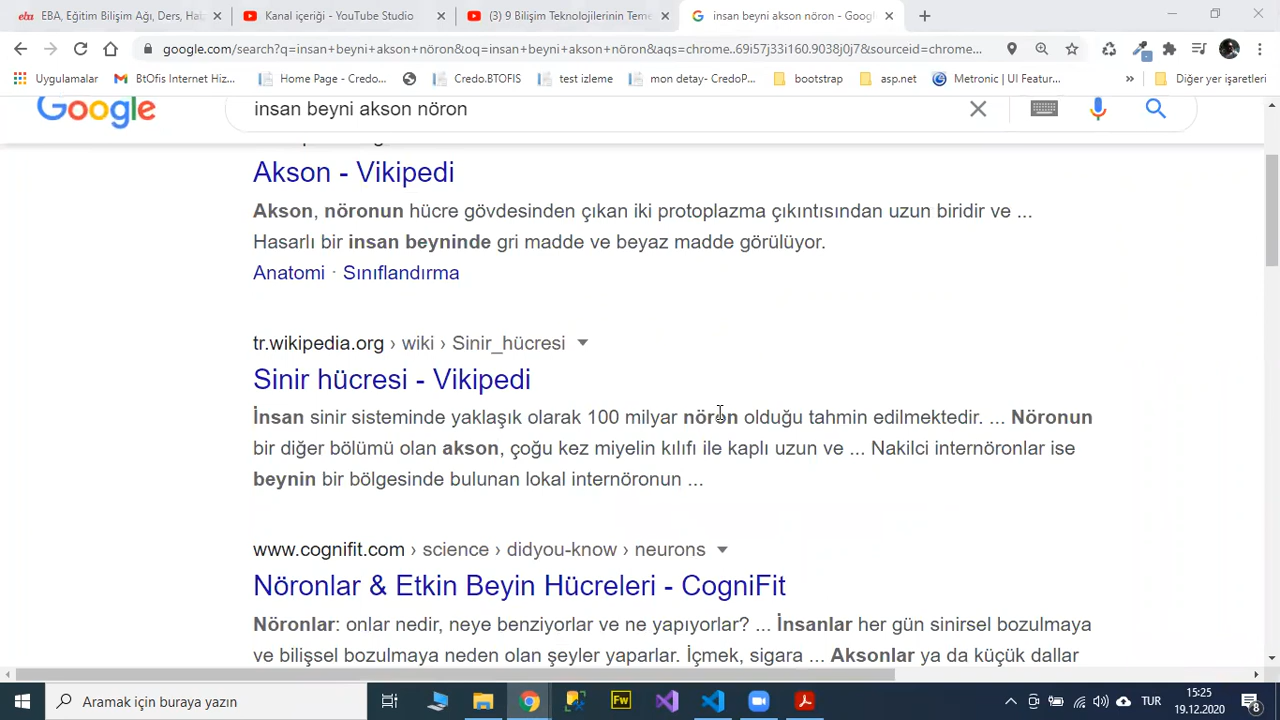 EBA, Eğitim Bilişim Ağı, Ders, Hal
Kanal içeriği - YouTube Studio
(3) 9 Bilişim Teknolojilerinin Teme
insan beyni akson nöron - Googl
google.com/search?q=insan+beyni+akson+nöron&oq=insan+beyni+akson+nöron&aqs=chrome..69i57j33i160.9038j0j7&sourceid=chrome...
Uygulamalar
BtOfis Internet Hiz...
Home Page - Credo...
Credo.BTOFIS
test izleme
mon detay- CredoP...
bootstrap
asp.net
Metronic | UI Featur...
»
Diğer yer işaretleri
Google
insan beyni akson nöron
Akson - Vikipedi
Akson, nöronun hücre gövdesinden çıkan iki protoplazma çıkıntısından uzun biridir ve ...
Hasarlı bir insan beyninde gri madde ve beyaz madde görülüyor.
Anatomi · Sınıflandırma
tr.wikipedia.org › wiki › Sinir_hücresi
Sinir hücresi - Vikipedi
İnsan sinir sisteminde yaklaşık olarak 100 milyar nöron olduğu tahmin edilmektedir. ... Nöronun
bir diğer bölümü olan akson, çoğu kez miyelin kılıfı ile kaplı uzun ve ... Nakilci internöronlar ise
beynin bir bölgesinde bulunan lokal internöronun ...
www.cognifit.com › science › didyou-know › neurons
Nöronlar & Etkin Beyin Hücreleri - CogniFit
Nöronlar: onlar nedir, neye benziyorlar ve ne yapıyorlar? ... İnsanlar her gün sinirsel bozulmaya
ve bilişsel bozulmaya neden olan şeyler yaparlar. İçmek, sigara ... Aksonlar ya da küçük dallar
Aramak için buraya yazın
Fw
TUR
15:25
19.12.2020
8